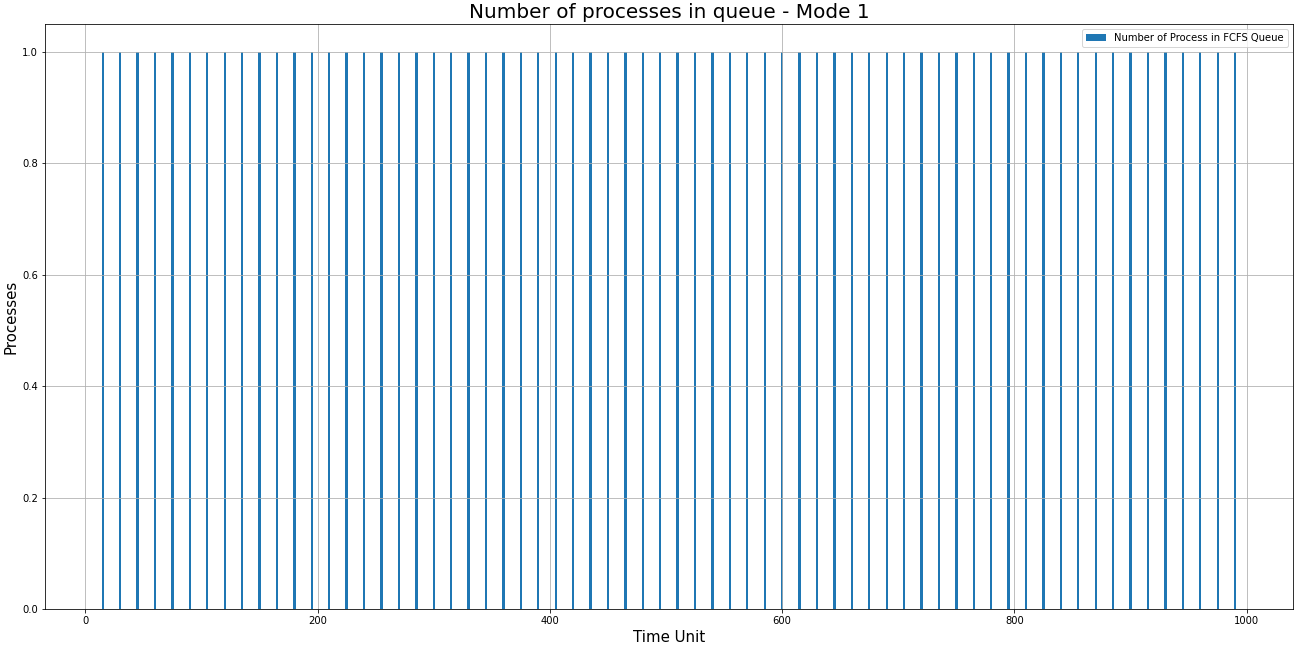 Number of processes in queue - Mode 1
Number of Process in FCFS Queue
1.0
0.8
0.6
0.4
0.2
0.0
Processes
0 200 400 600 800 1000
Time Unit